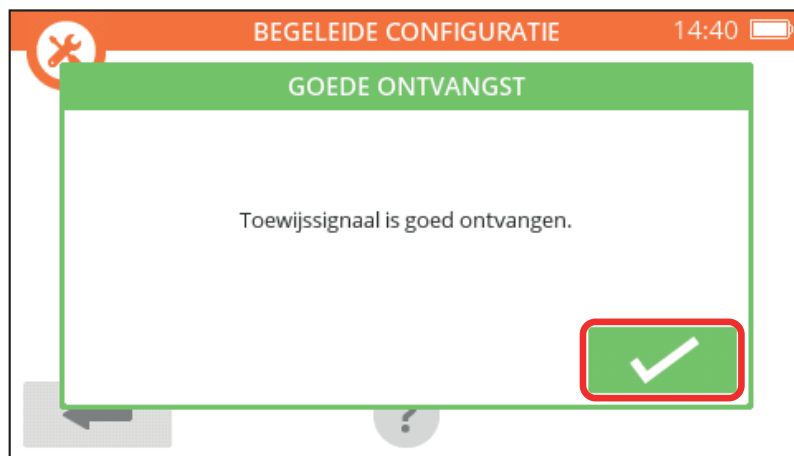 BEGELEIDE CONFIGURATIE 14:40
GOEDE ONTVANGST
Toewijssignaal is goed ontvangen.
?